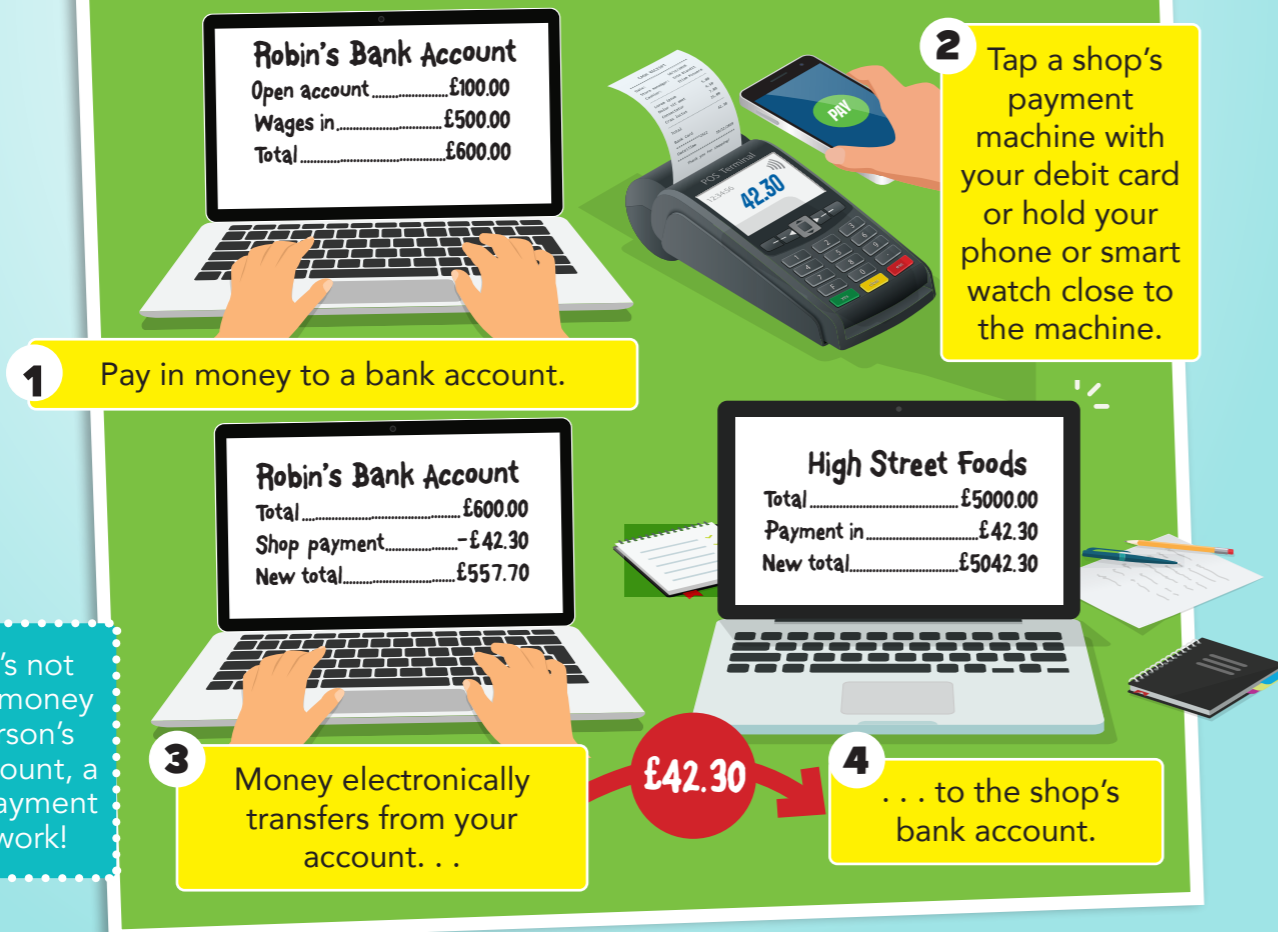 Robin's Bank Account
Open account....................£100.00
Wages in............................£500.00
Total.....................................£600.00
1
Pay in money to a bank account.
POS Terminal
123456
42.30
PAY
2
Tap a shop's
payment
machine with
your debit card
or hold your
phone or smart
watch close to
the machine.
Robin's Bank Account
Total........................................£600.00
Shop payment...................-£42.30
New total............................£557.70
High Street Foods
Total.....................................£5000.00
Payment in............................£42.30
New total...........................£5042.30
's not
money
rson's
ount, a
ayment
work!
3
Money electronically
transfers from your
account. . .
£42.30
4
. . . to the shop's
bank account.